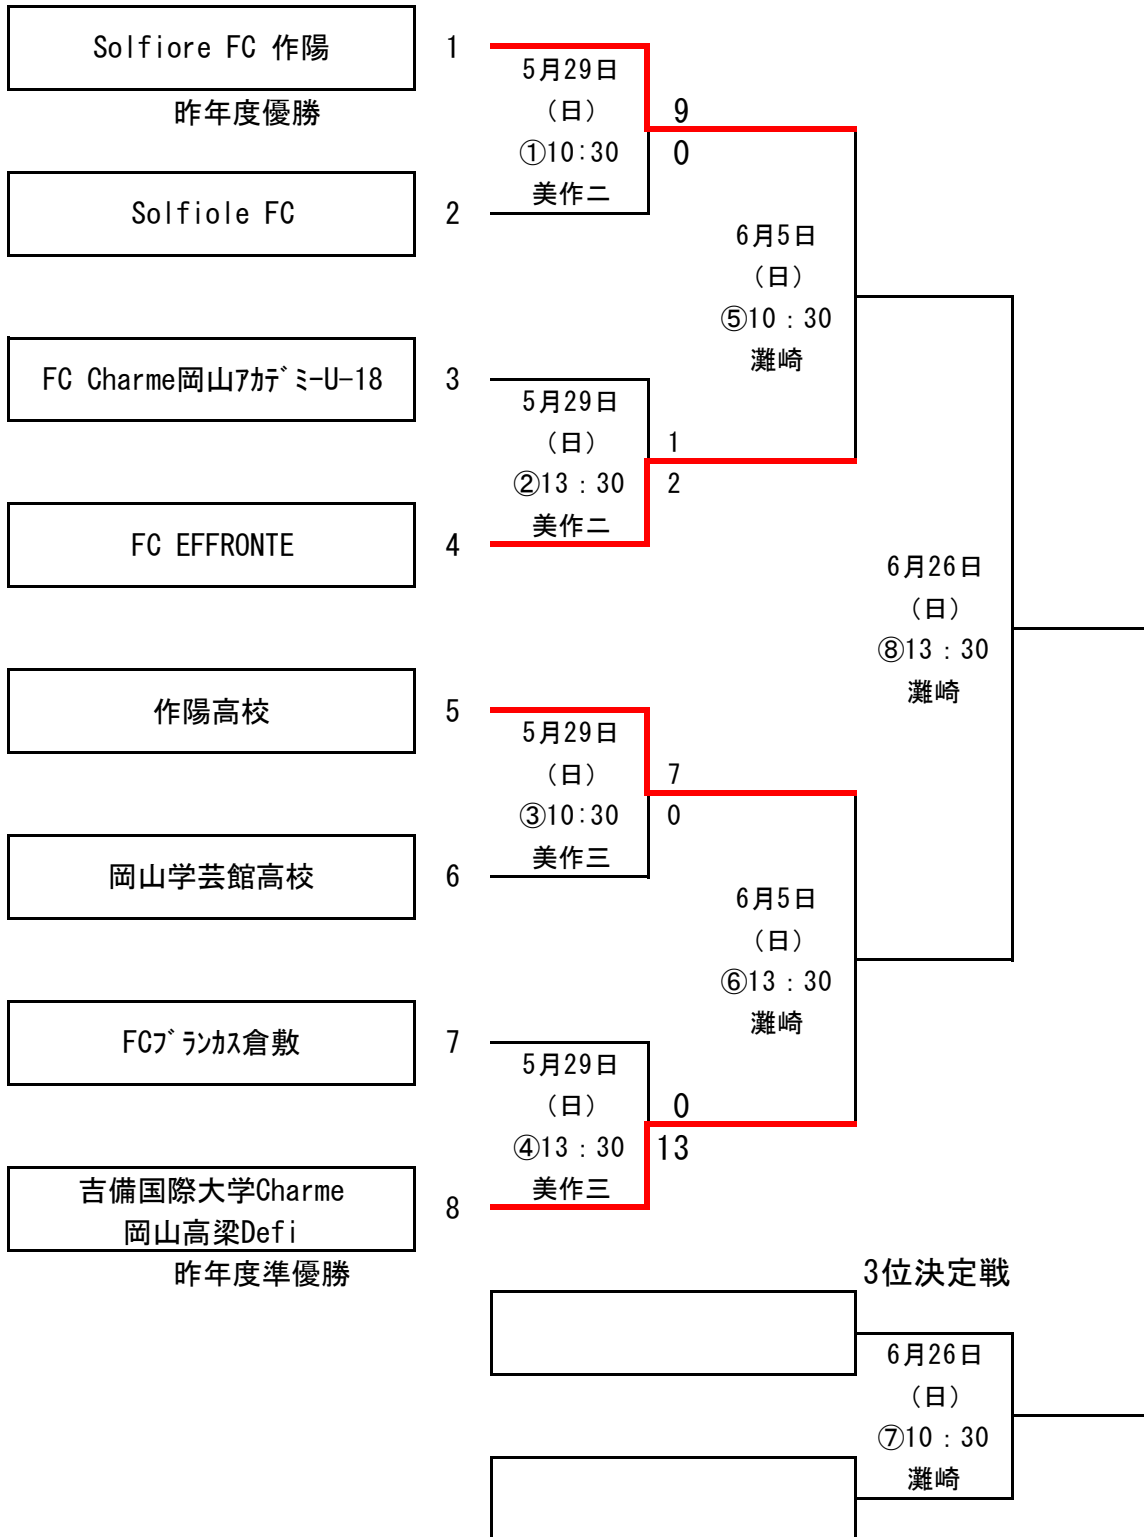 Solfiore FC 作陽
1
昨年度優勝
5月29日
（日）
①10:30
美作二
9
0
Solfiole FC
2
6月5日
（日）
⑤10：30
灘崎
FC Charme岡山ｱｶﾃﾞﾐｰU-18
3
5月29日
（日）
②13：30
美作二
1
2
FC EFFRONTE
4
6月26日
（日）
⑧13：30
灘崎
作陽高校
5
5月29日
（日）
③10:30
美作三
7
0
岡山学芸館高校
6
6月5日
（日）
⑥13：30
灘崎
FCﾌﾞﾗﾝｶｽ倉敷
7
5月29日
（日）
④13：30
美作三
0
13
吉備国際大学Charme
岡山高梁Defi
8
昨年度準優勝
3位決定戦
6月26日
（日）
⑦10：30
灘崎